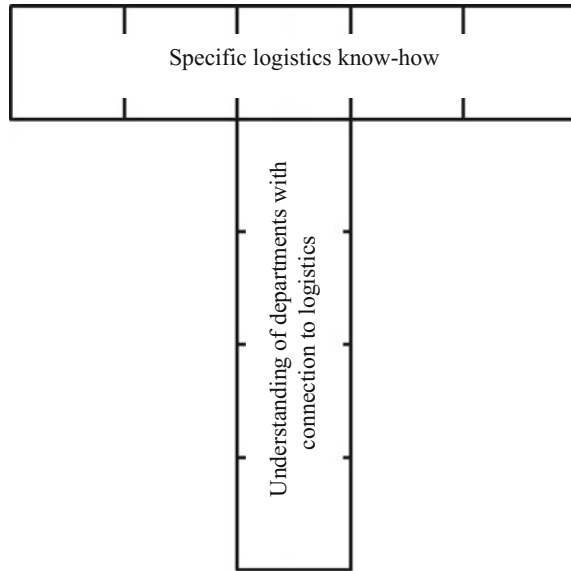 Specific logistics know-how
Understanding of departments with
connection to logistics